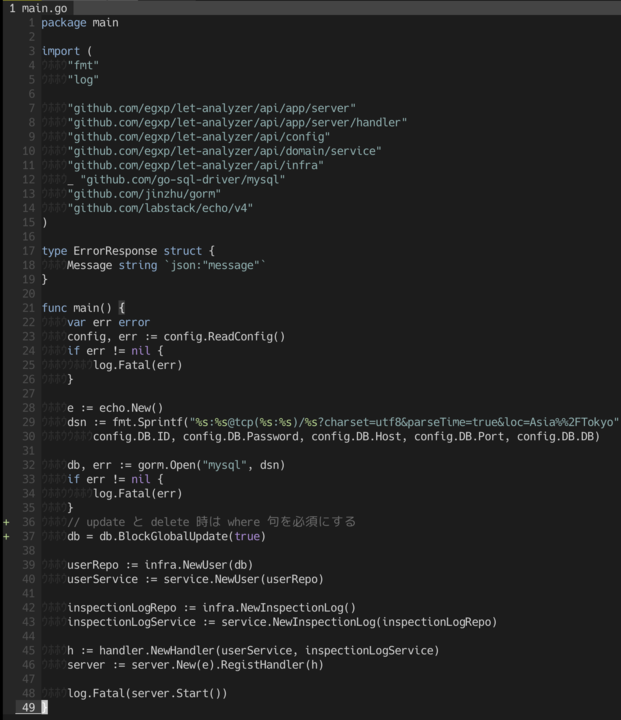 1 main.go
1 package main
2
3 import (
4 "fmt"
5 "log"
6
7 "github.com/egxp/let-analyzer/api/app/server"
8 "github.com/egxp/let-analyzer/api/app/server/handler"
9 "github.com/egxp/let-analyzer/api/config"
10 "github.com/egxp/let-analyzer/api/domain/service"
11 "github.com/egxp/let-analyzer/api/infra"
12 _ "github.com/go-sql-driver/mysql"
13 "github.com/jinzhu/gorm"
14 "github.com/labstack/echo/v4"
15 )
16
17 type ErrorResponse struct {
18 Message string `json:"message"`
19 }
20
21 func main() {
22 var err error
23 config, err := config.ReadConfig()
24 if err != nil {
25 log.Fatal(err)
26 }
27
28 e := echo.New()
29 dsn := fmt.Sprintf("%s:%s@tcp(%s:%s)/%s?charset=utf8&parseTime=true&loc=Asia%%2FTokyo"
30 config.DB.ID, config.DB.Password, config.DB.Host, config.DB.Port, config.DB.DB)
31
32 db, err := gorm.Open("mysql", dsn)
33 if err != nil {
34 log.Fatal(err)
35 }
+ 36 // update と delete 時は where 句を必須にする
+ 37 db = db.BlockGlobalUpdate(true)
38
39 userRepo := infra.NewUser(db)
40 userService := service.NewUser(userRepo)
41
42 inspectionLogRepo := infra.NewInspectionLog()
43 inspectionLogService := service.NewInspectionLog(inspectionLogRepo)
44
45 h := handler.NewHandler(userService, inspectionLogService)
46 server := server.New(e).RegistHandler(h)
47
48 log.Fatal(server.Start())
49 }